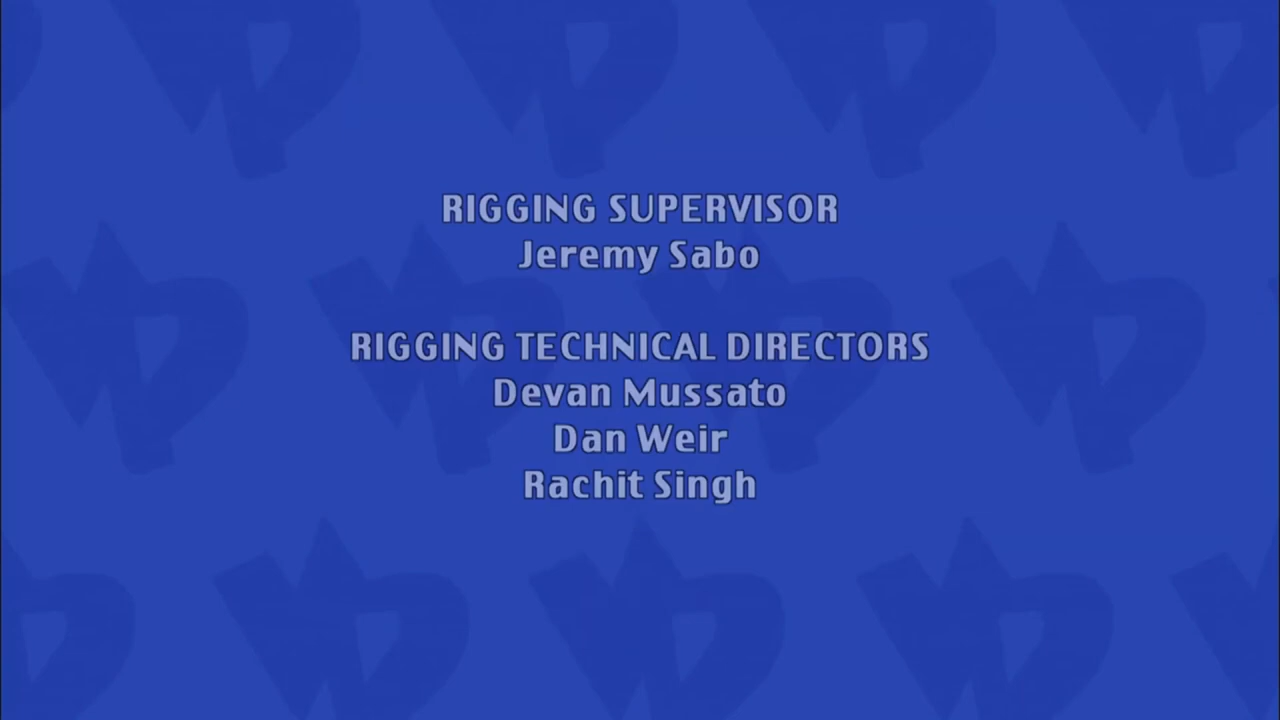 RIGGING SUPERVISOR
Jeremy Sabo
RIGGING TECHNICAL DIRECTORS
Devan Mussato
Dan Weir
Rachit Singh